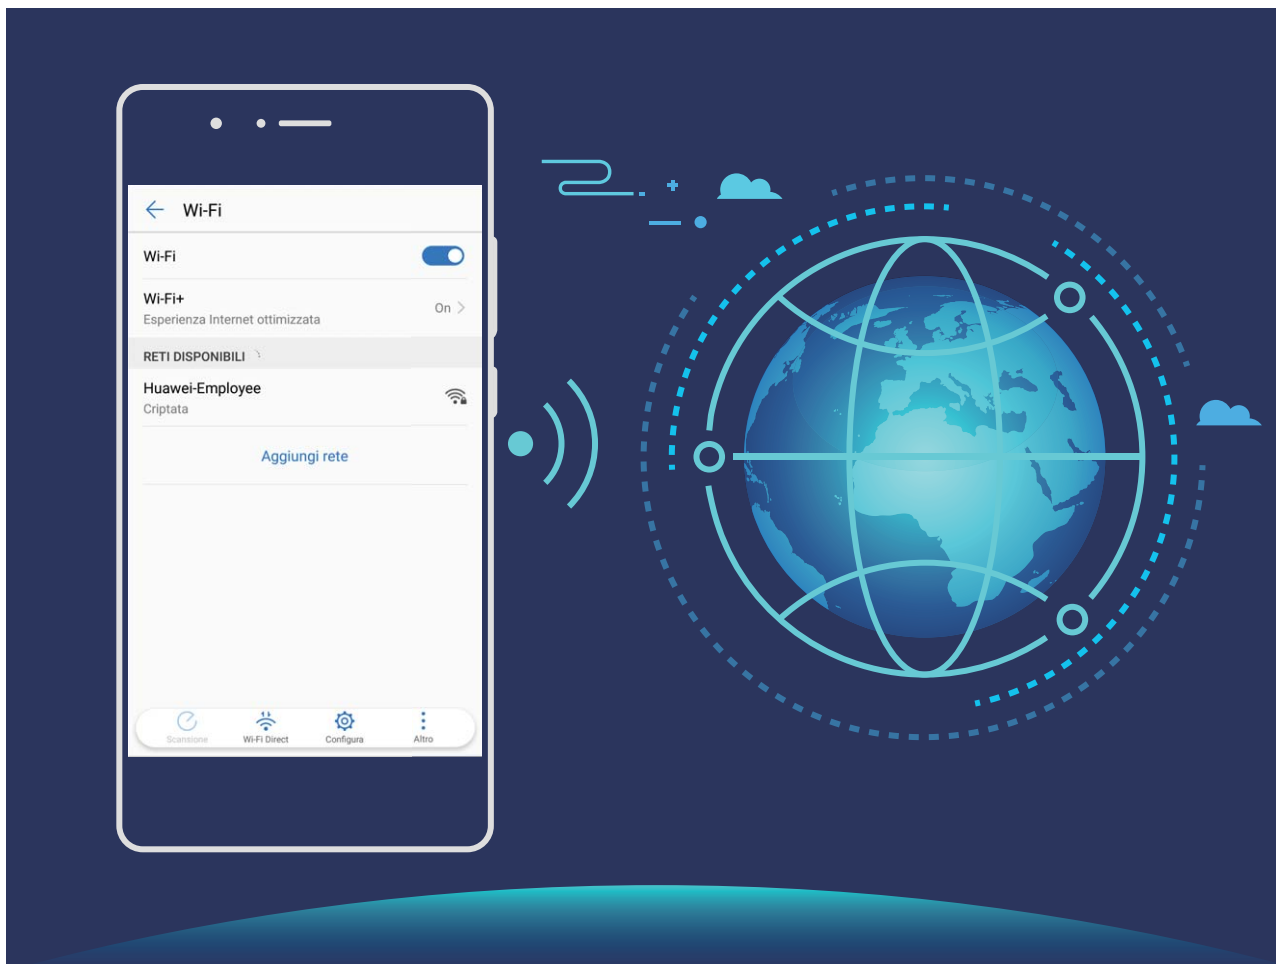 Wi-Fi
Wi-Fi
Wi-Fi+
Esperienza Internet ottimizzata
On
RETI DISPONIBILI
Huawei-Employee
Criptata
Aggiungi rete
Scansione
Wi-Fi Direct
Configura
Altro